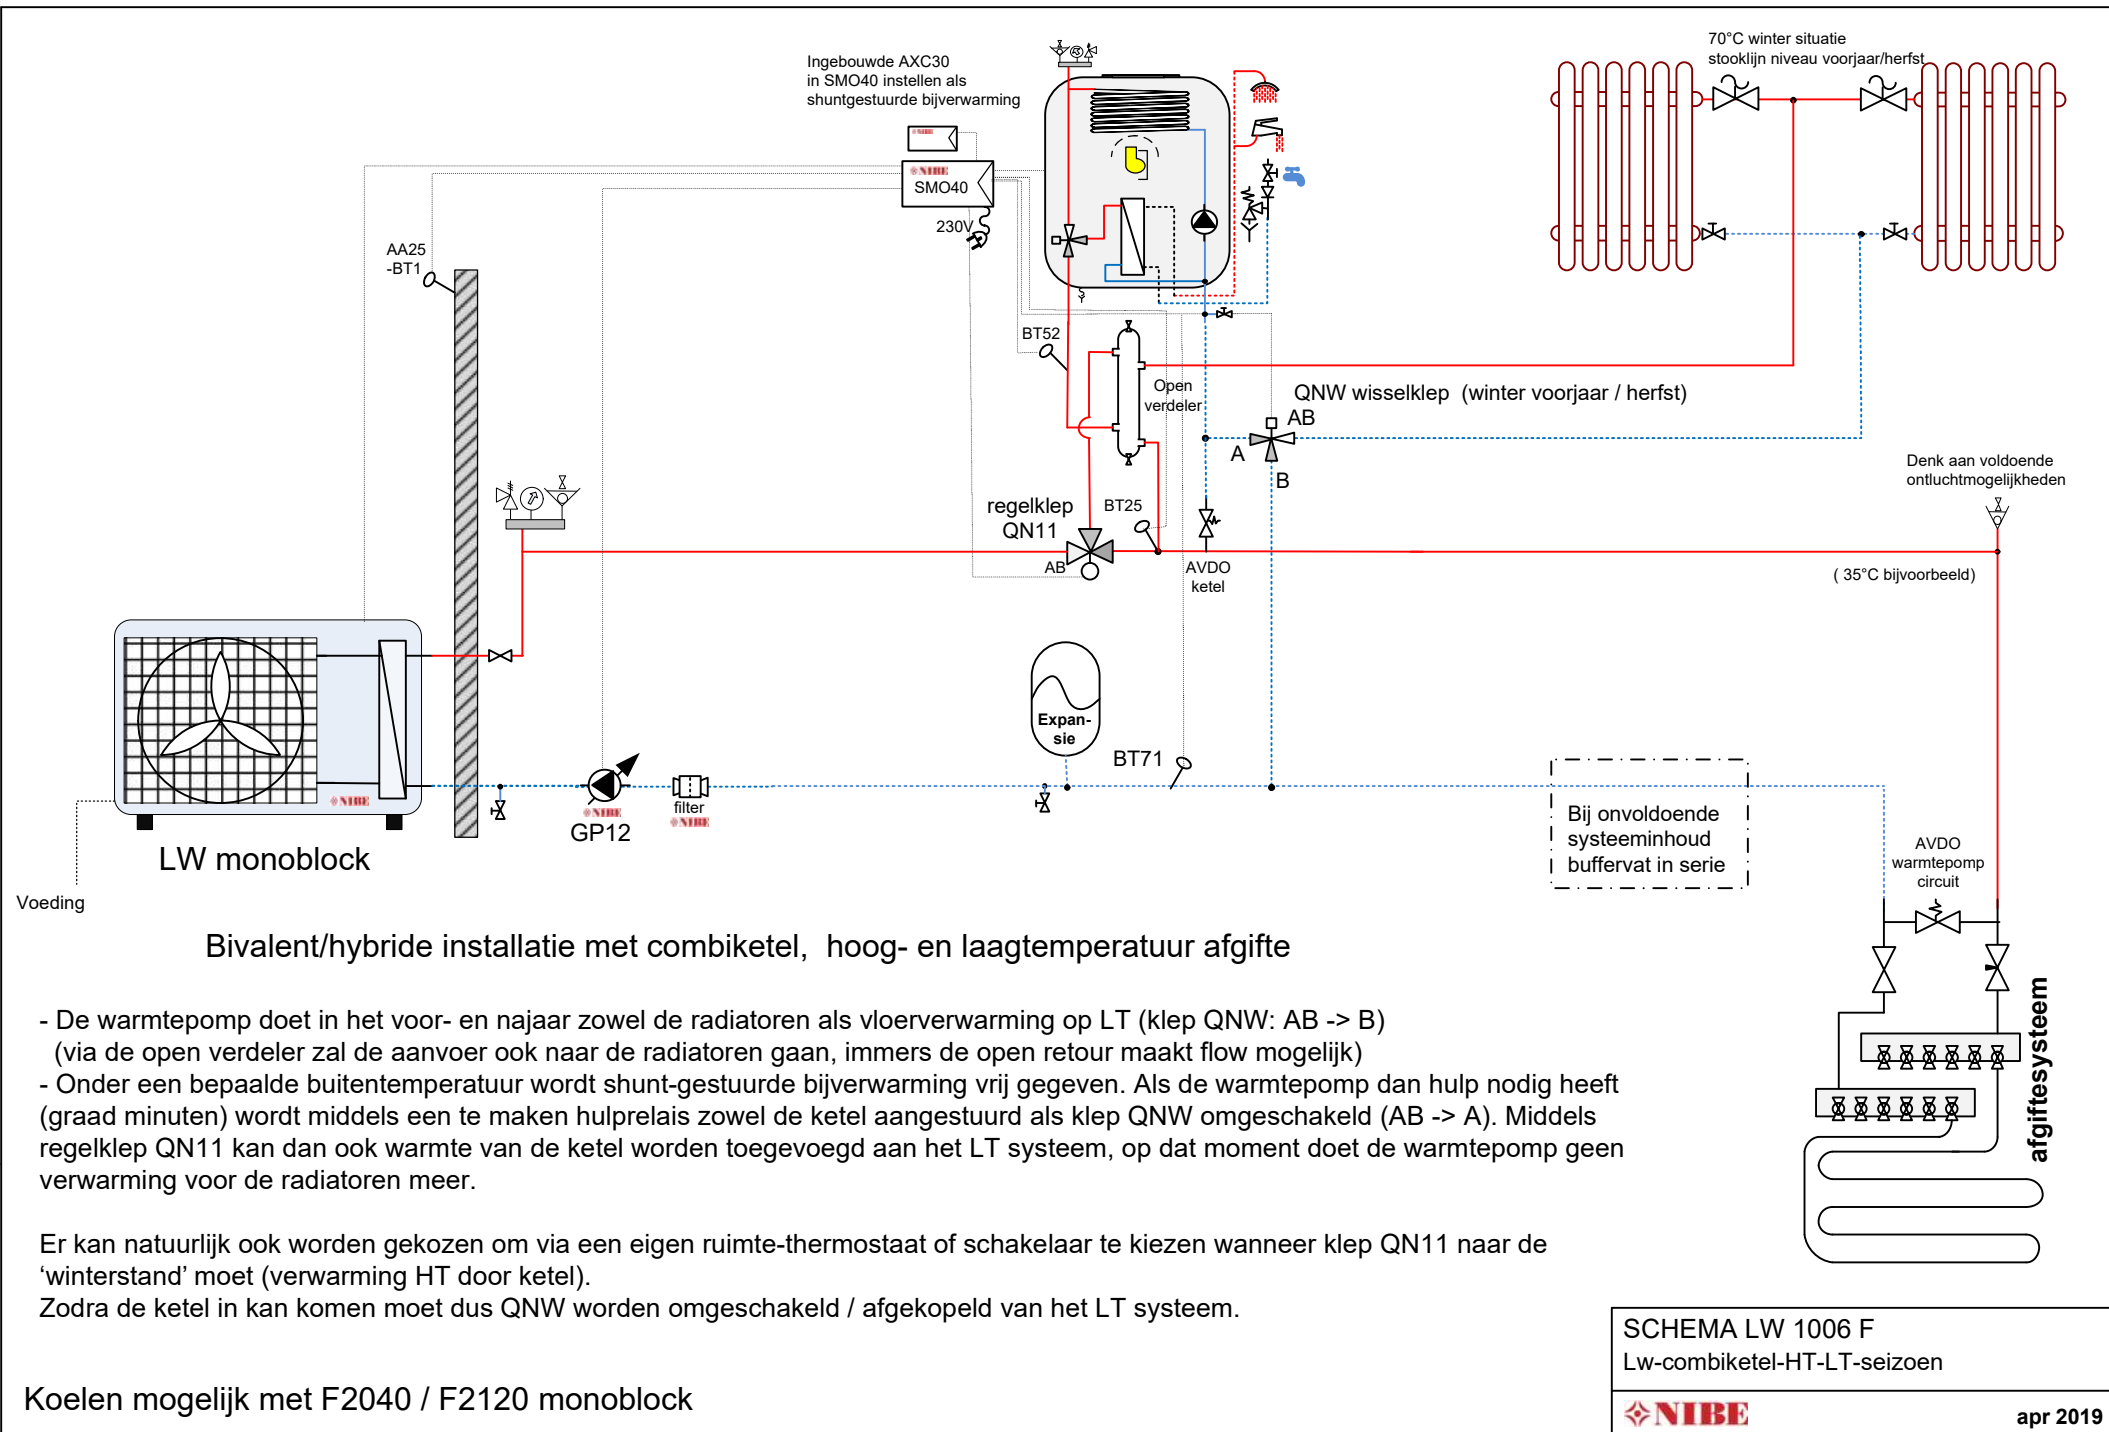 Ingebouwde AXC30
in SMO40 instellen als
shuntgestuurde bijverwarming
70°C winter situatie
stooklijn niveau voorjaar/herfst
NIBE
NIBE
SMO40
230V
AA25
-BT1
BT52
Open
verdeler
QNW wisselklep (winter voorjaar / herfst)
AB
A
B
Denk aan voldoende
ontluchtmogelijkheden
regelklep
QN11
BT25
AB
AVDO
ketel
( 35°C bijvoorbeeld)
Expan-
sie
BT71
NIBE
NIBE
GP12
filter
NIBE
LW monoblock
Voeding
Bij onvoldoende
systeeminhoud
buffervat in serie
AVDO
warmtepomp
circuit
afgiftesysteem
Bivalent/hybride installatie met combiketel, hoog- en laagtemperatuur afgifte
- De warmtepomp doet in het voor- en najaar zowel de radiatoren als vloerverwarming op LT (klep QNW: AB -> B)
(via de open verdeler zal de aanvoer ook naar de radiatoren gaan, immers de open retour maakt flow mogelijk)
- Onder een bepaalde buitentemperatuur wordt shunt-gestuurde bijverwarming vrij gegeven. Als de warmtepomp dan hulp nodig heeft
(graad minuten) wordt middels een te maken hulprelais zowel de ketel aangestuurd als klep QNW omgeschakeld (AB -> A). Middels
regelklep QN11 kan dan ook warmte van de ketel worden toegevoegd aan het LT systeem, op dat moment doet de warmtepomp geen
verwarming voor de radiatoren meer.
Er kan natuurlijk ook worden gekozen om via een eigen ruimte-thermostaat of schakelaar te kiezen wanneer klep QN11 naar de
‘winterstand’ moet (verwarming HT door ketel).
Zodra de ketel in kan komen moet dus QNW worden omgeschakeld / afgekopeld van het LT systeem.
Koelen mogelijk met F2040 / F2120 monoblock
SCHEMA LW 1006 F
Lw-combiketel-HT-LT-seizoen
NIBE
apr 2019